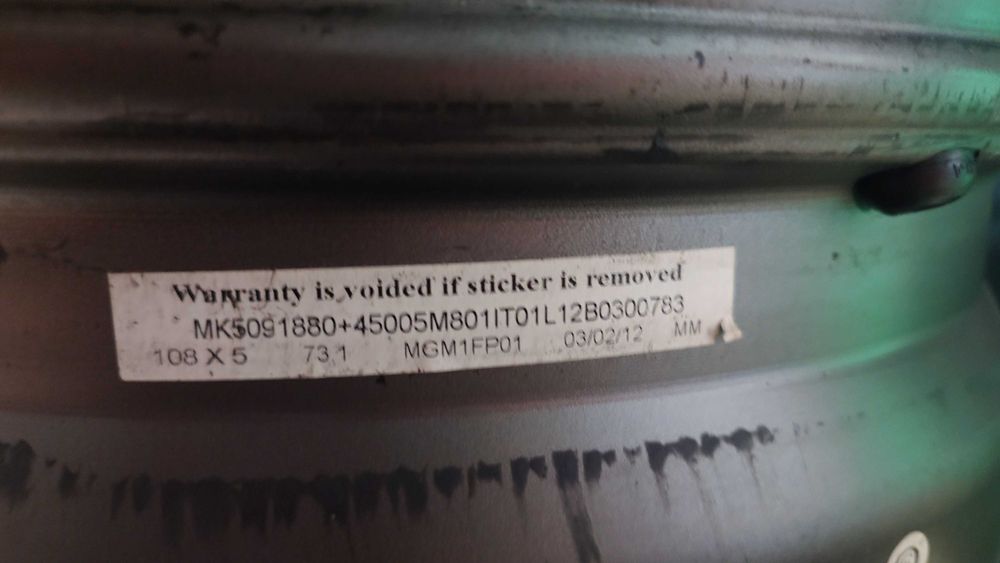 Warranty is voided if sticker is removed
MK5091880+45005M801IT01L12B0300783
108 X 5 73.1 MGM1FP01 03/02/12 MM